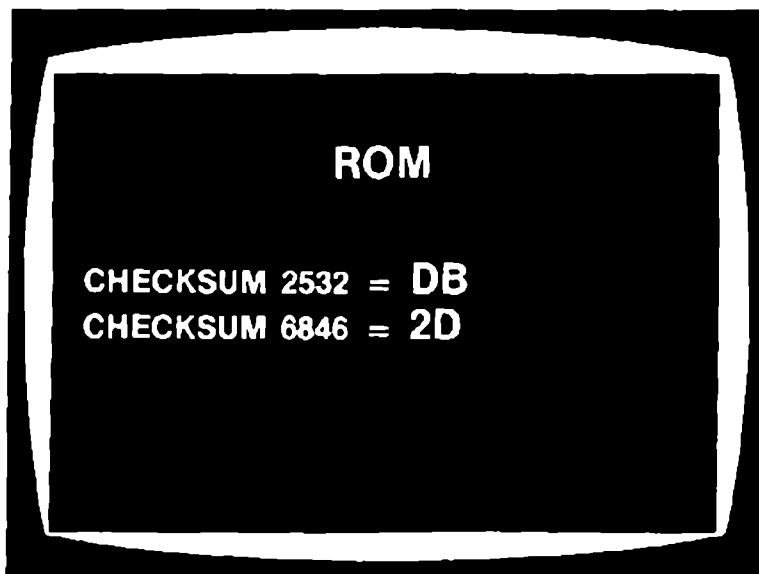 ROM
CHECKSUM 2532 = DB
CHECKSUM 6846 = 2D